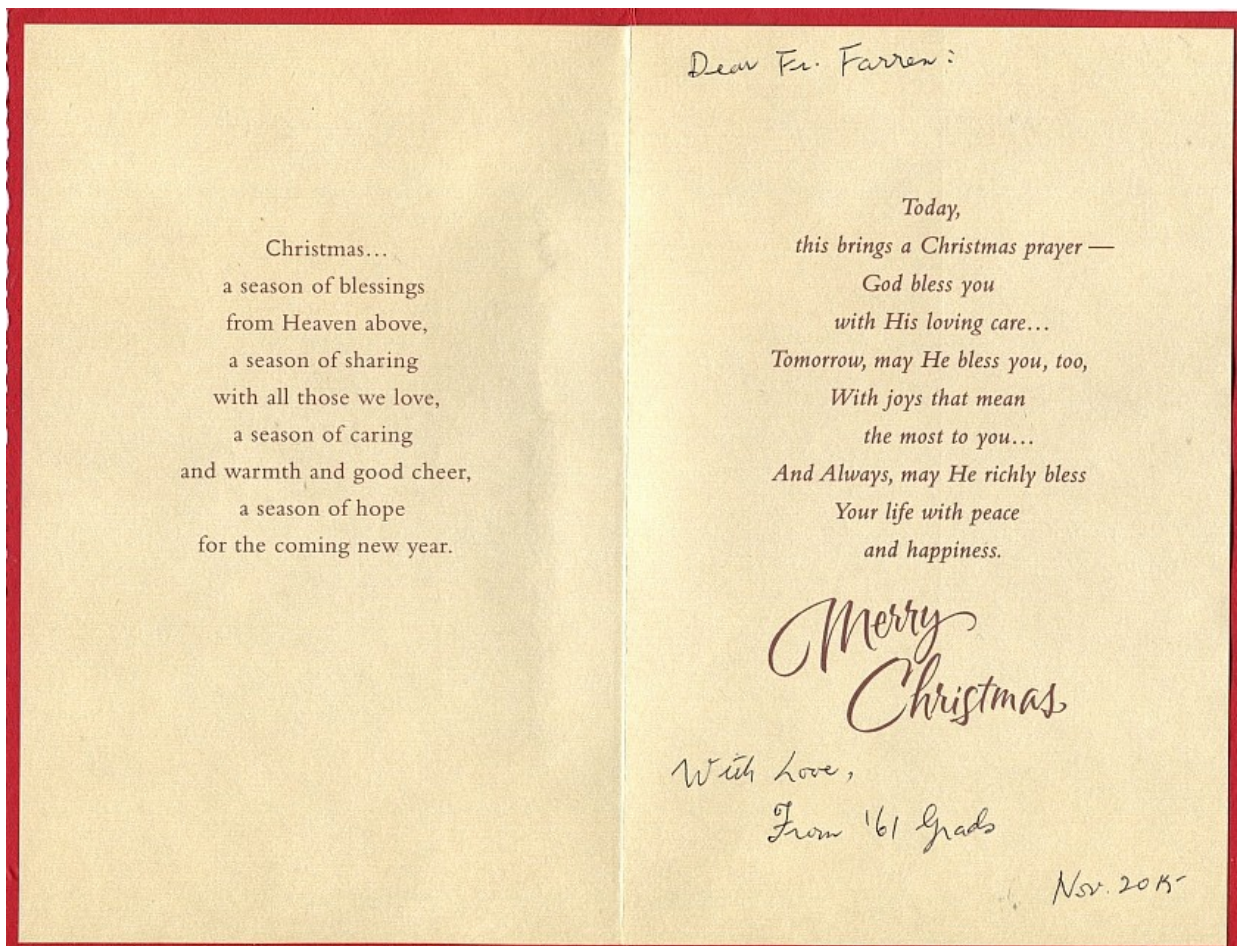 Christmas...
a season of blessings
from Heaven above,
a season of sharing
with all those we love,
a season of caring
and warmth and good cheer,
a season of hope
for the coming new year.
Dear Fr. Farren:
Today,
this brings a Christmas prayer —
God bless you
with His loving care...
Tomorrow, may He bless you, too,
With joys that mean
the most to you...
And Always, may He richly bless
Your life with peace
and happiness.
Merry
Christmas
With Love,
From '61 Grads
Nov. 2015